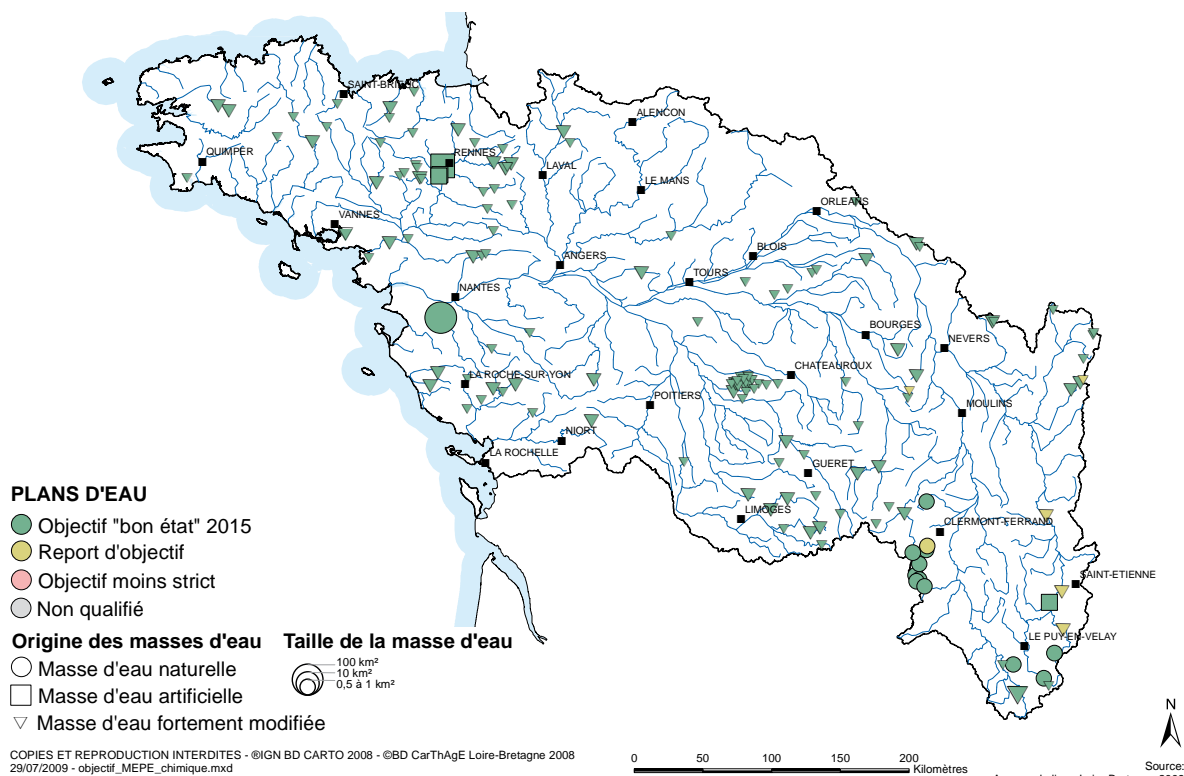 SAINT-BRIEUC
ALENCON
QUIMPER
RENNES
LAVAL
LE MANS
VANNES
ORLEANS
BLOIS
ANGERS
TOURS
NANTES
BOURGES
NEVERS
CHATEAUROUX
LA ROCHE-SUR-YON
POITIERS
MOULINS
NIORT
LA ROCHELLE
GUERET
LIMOGES
CLERMONT-FERRAND
SAINT-ETIENNE
LE PUY-EN-VELAY
PLANS D'EAU
Objectif "bon état" 2015
Report d'objectif
Objectif moins strict
Non qualifié
Origine des masses d'eau
Taille de la masse d'eau
Masse d'eau naturelle
100 km²
10 km²
0,5 à 1 km²
Masse d'eau artificielle
Masse d'eau fortement modifiée
N
COPIES ET REPRODUCTION INTERDITES - ®IGN BD CARTO 2008 - ©BD CarThAgE Loire-Bretagne 2008
29/07/2009 - objectif_MEPE_chimique.mxd
0 50 100 150 200
Kilomètres
Source: